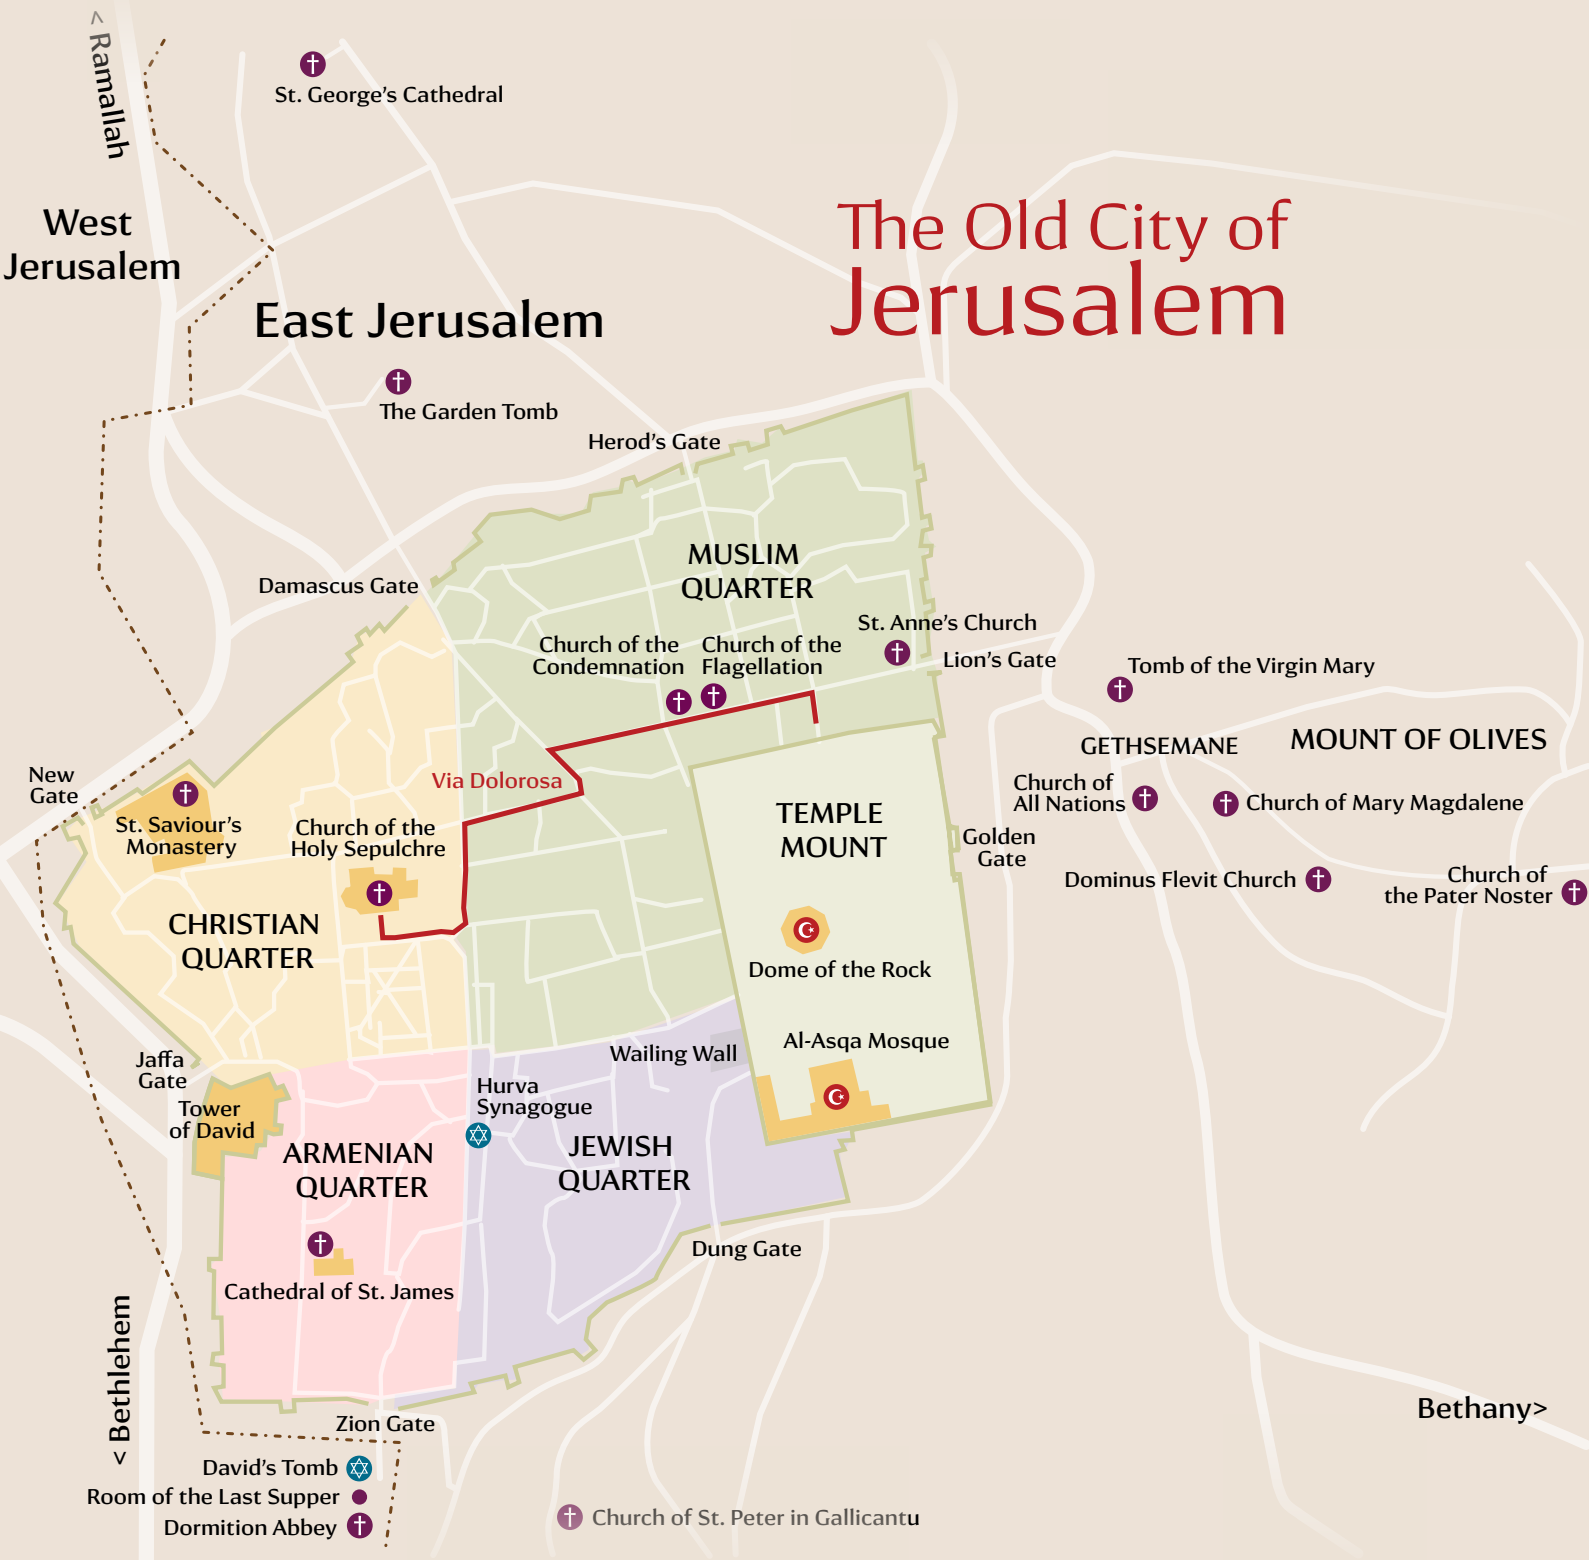 < Ramallah
St. George's Cathedral
West
Jerusalem
The Old City of
Jerusalem
East Jerusalem
The Garden Tomb
Herod's Gate
Damascus Gate
MUSLIM
QUARTER
St. Anne's Church
Church of the
Condemnation
Church of the
Flagellation
Lion's Gate
Tomb of the Virgin Mary
GETHSEMANE
MOUNT OF OLIVES
New
Gate
Via Dolorosa
Church of
All Nations
Church of Mary Magdalene
St. Saviour's
Monastery
Church of the
Holy Sepulchre
TEMPLE
MOUNT
Golden
Gate
Dominus Flevit Church
Church of
the Pater Noster
CHRISTIAN
QUARTER
Dome of the Rock
Jaffa
Gate
Wailing Wall
Al-Asqa Mosque
Tower
of David
Hurva
Synagogue
ARMENIAN
QUARTER
JEWISH
QUARTER
Dung Gate
Cathedral of St. James
< Bethlehem
Bethany>
Zion Gate
David's Tomb
Room of the Last Supper
Dormition Abbey
Church of St. Peter in Gallicantu